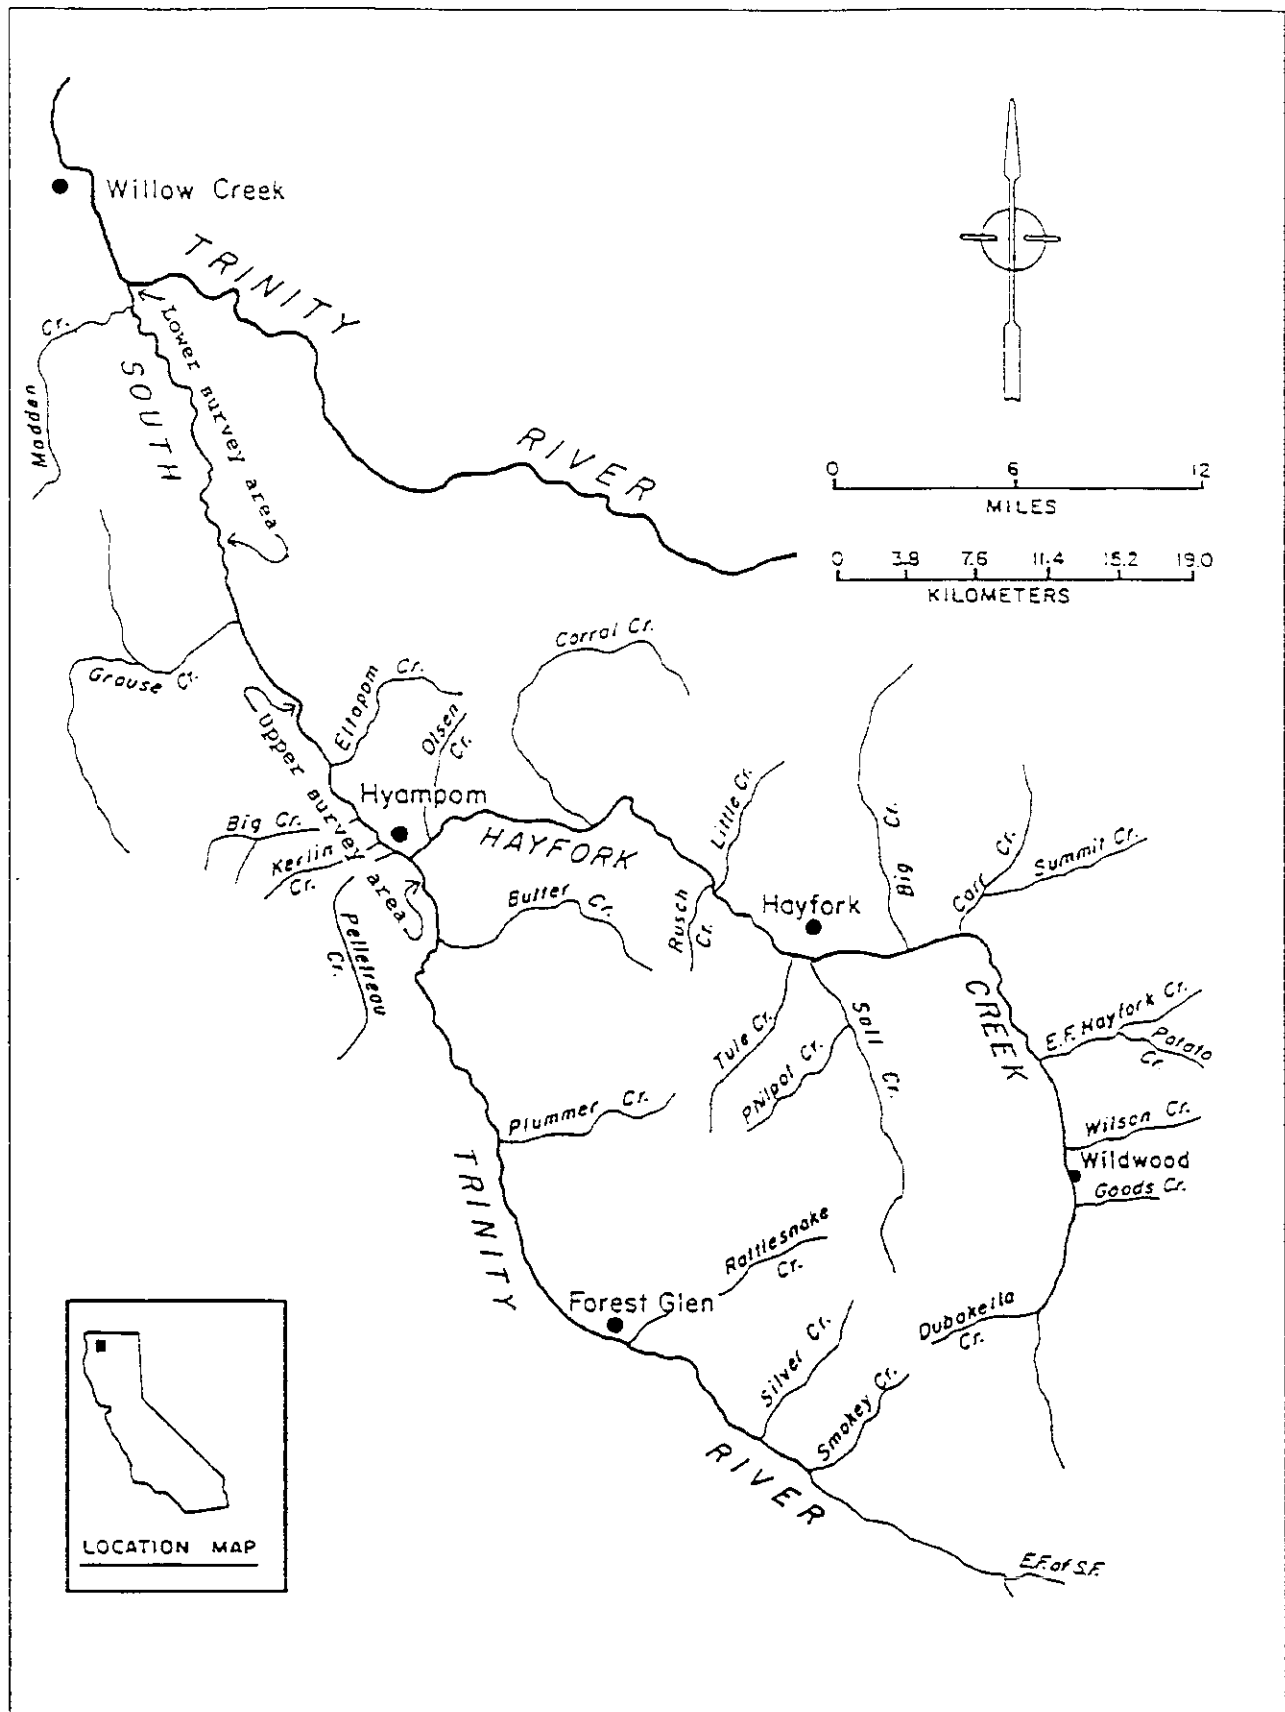 Willow Creek
TRINITY
RIVER
Lower survey area
SOUTH
Madden Cr.
0 6 12
MILES
0 3.8 7.6 11.4 15.2 19.0
KILOMETERS
Grouse Cr.
Upper survey area
Eltapom Cr.
Olsen Cr.
Corral Cr.
Hyampom
Big Cr.
Kerlin Cr.
HAYFORK
Little Cr.
Big Cr.
Carr Cr.
Summit Cr.
Pelletreau Cr.
Butter Cr.
Rusch Cr.
Hayfork
CREEK
E.F. Hayfork Cr.
Potato Cr.
Tule Cr.
Philpot Cr.
Salt Cr.
Plummer Cr.
Wilson Cr.
Wildwood
Goods Cr.
TRINITY
Rattlesnake Cr.
Forest Glen
Dubakella Cr.
Silver Cr.
Smokey Cr.
RIVER
E.F. of S.F.
LOCATION MAP